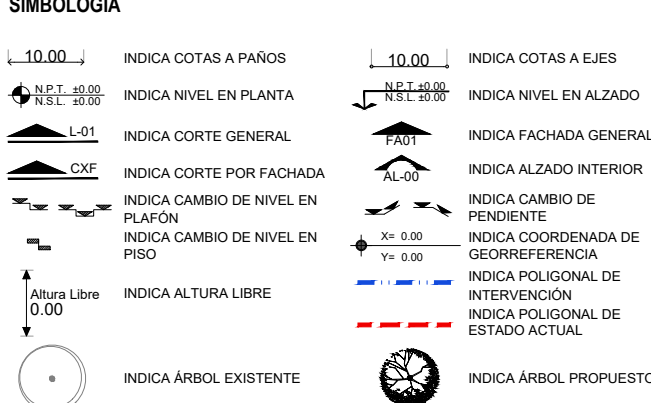 SIMBOLOGÍA
10.00 INDICA COTAS A PAÑOS
10.00 INDICA COTAS A EJES
N.P.T. ±0.00
N.S.L. ±0.00
INDICA NIVEL EN PLANTA
N.P.T. ±0.00
N.S.L. ±0.00
INDICA NIVEL EN ALZADO
L-01 INDICA CORTE GENERAL
FA01 INDICA FACHADA GENERAL
CXF INDICA CORTE POR FACHADA
AL-00 INDICA ALZADO INTERIOR
INDICA CAMBIO DE NIVEL EN
PLAFÓN
INDICA CAMBIO DE
PENDIENTE
INDICA CAMBIO DE NIVEL EN
PISO
X= 0.00
Y= 0.00
INDICA COORDENADA DE
GEORREFERENCIA
Altura Libre
0.00
INDICA ALTURA LIBRE
INDICA POLIGONAL DE
INTERVENCIÓN
INDICA POLIGONAL DE
ESTADO ACTUAL
INDICA ÁRBOL EXISTENTE
INDICA ÁRBOL PROPUESTO